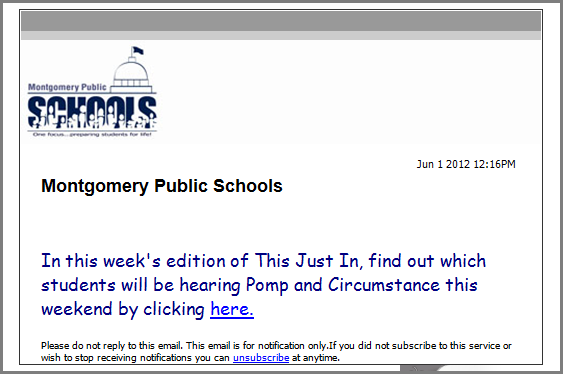 Montgomery Public
SCHOOLS
One focus...preparing students for life!
Jun 1 2012 12:16PM
Montgomery Public Schools
In this week's edition of This Just In, find out which
students will be hearing Pomp and Circumstance this
weekend by clicking here.
Please do not reply to this email. This email is for notification only.If you did not subscribe to this service or
wish to stop receiving notifications you can unsubscribe at anytime.